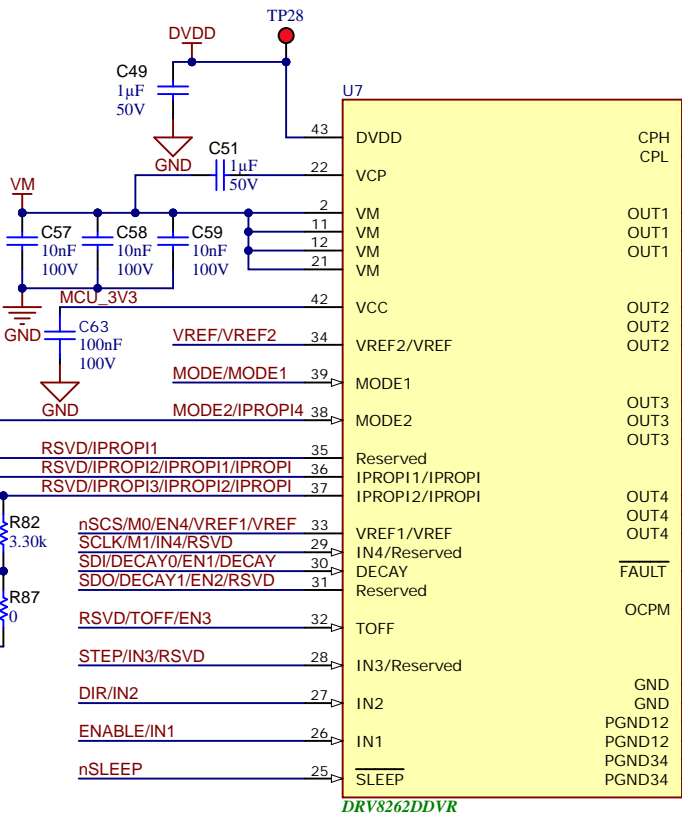 TP28
DVDD
C49
1µF
50V
GND
U7
43 DVDD CPH
CPL
C51
1µF
50V
22 VCP
VM
2 VM OUT1
11 VM OUT1
12 VM OUT1
21 VM
C57
10nF
100V
C58
10nF
100V
C59
10nF
100V
GND
MCU_3V3 42 VCC OUT2
OUT2
C63
100nF
100V
GND
VREF/VREF2 34 VREF2/VREF OUT2
MODE/MODE1 39 MODE1
OUT3
MODE2/IPROPI4 38 MODE2 OUT3
OUT3
RSVD/IPROPI1 35 Reserved
RSVD/IPROPI2/IPROPI1/IPROPI 36 IPROPI1/IPROPI
RSVD/IPROPI3/IPROPI2/IPROPI 37 IPROPI2/IPROPI OUT4
OUT4
R82
3.30k
nSCS/M0/EN4/VREF1/VREF 33 VREF1/VREF OUT4
SCLK/M1/IN4/RSVD 29 IN4/Reserved
SDI/DECAY0/EN1/DECAY 30 DECAY FAULT
SDO/DECAY1/EN2/RSVD 31 Reserved
R87
0
OCPM
RSVD/TOFF/EN3 32 TOFF
STEP/IN3/RSVD 28 IN3/Reserved
GND
DIR/IN2 27 IN2 GND
PGND12
ENABLE/IN1 26 IN1 PGND12
PGND34
nSLEEP 25 SLEEP PGND34
DRV8262DDVR